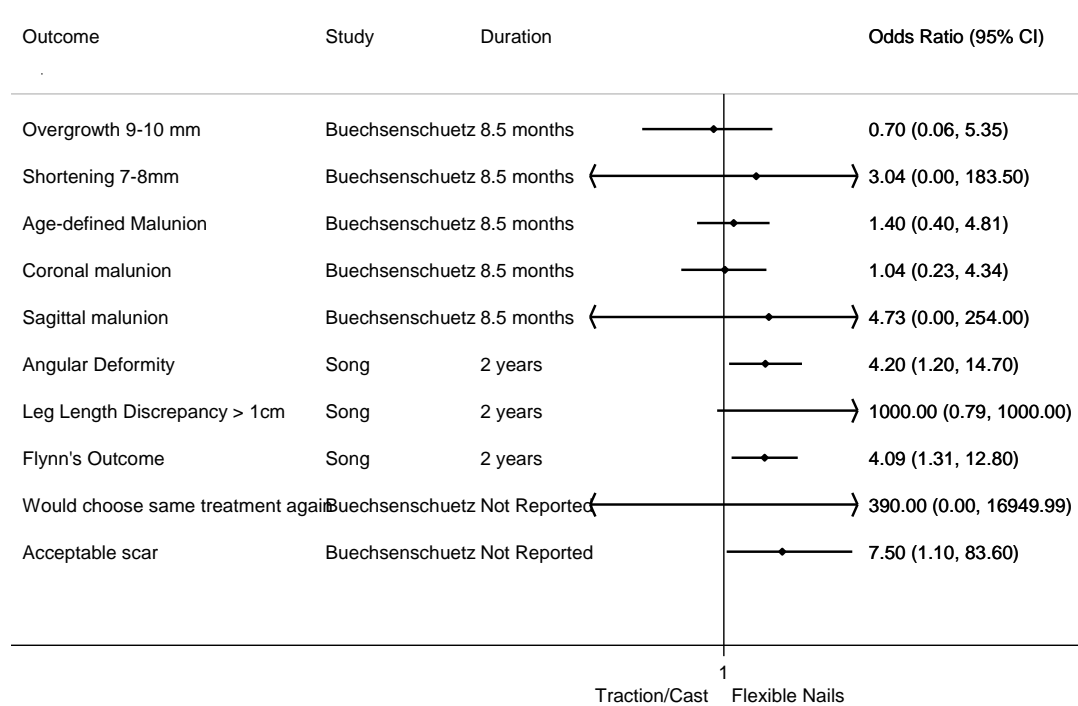 Outcome Study Duration Odds Ratio (95% CI)
.
Overgrowth 9-10 mm Buechsenschuetz 8.5 months 0.70 (0.06, 5.35)
Shortening 7-8mm Buechsenschuetz 8.5 months 3.04 (0.00, 183.50)
Age-defined Malunion Buechsenschuetz 8.5 months 1.40 (0.40, 4.81)
Coronal malunion Buechsenschuetz 8.5 months 1.04 (0.23, 4.34)
Sagittal malunion Buechsenschuetz 8.5 months 4.73 (0.00, 254.00)
Angular Deformity Song 2 years 4.20 (1.20, 14.70)
Leg Length Discrepancy > 1cm Song 2 years 1000.00 (0.79, 1000.00)
Flynn's Outcome Song 2 years 4.09 (1.31, 12.80)
Would choose same treatment again Buechsenschuetz Not Reported 390.00 (0.00, 16949.99)
Acceptable scar Buechsenschuetz Not Reported 7.50 (1.10, 83.60)
1
Traction/Cast Flexible Nails